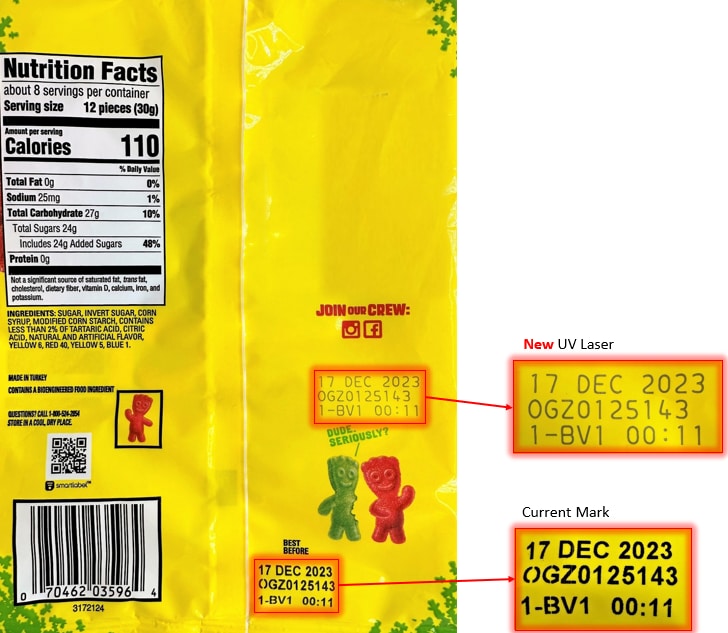 Nutrition Facts
about 8 servings per container
Serving size 12 pieces (30g)
Amount per serving
Calories 110
% Daily Value
Total Fat 0g 0%
Sodium 25mg 1%
Total Carbohydrate 27g 10%
Total Sugars 24g
Includes 24g Added Sugars 48%
Protein 0g
Not a significant source of saturated fat, trans fat,
cholesterol, dietary fiber, vitamin D, calcium, iron, and
potassium.
INGREDIENTS: SUGAR, INVERT SUGAR, CORN
SYRUP, MODIFIED CORN STARCH, CONTAINS
LESS THAN 2% OF TARTARIC ACID, CITRIC
ACID, NATURAL AND ARTIFICIAL FLAVOR,
YELLOW 6, RED 40, YELLOW 5, BLUE 1.
MADE IN TURKEY
CONTAINS A BIOENGINEERED FOOD INGREDIENT
QUESTIONS? CALL 1-800-524-2854
STORE IN A COOL, DRY PLACE.
smartlabel
0 70462 03596 4
3172124
JOIN OUR CREW:
17 DEC 2023
OGZ0125143
1-BV1 00:11
DUDE.
SERIOUSLY?
BEST
BEFORE
17 DEC 2023
OGZ0125143
1-BV1 00:11
New UV Laser
17 DEC 2023
OGZ0125143
1-BV1 00:11
Current Mark
17 DEC 2023
OGZ0125143
1-BV1 00:11